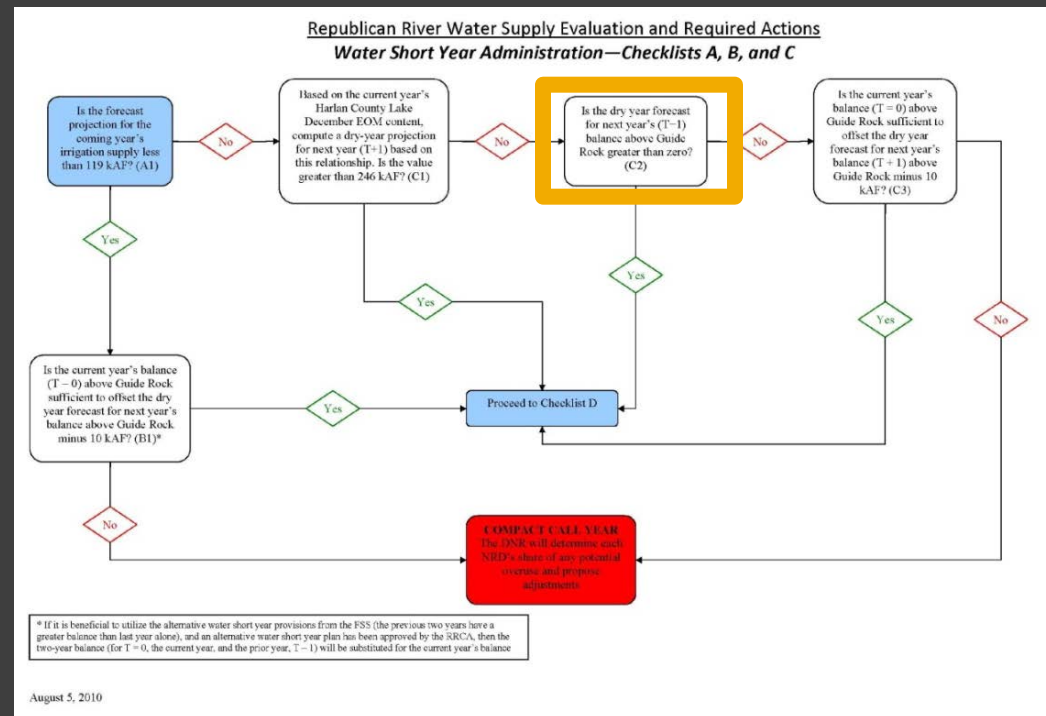 Republican River Water Supply Evaluation and Required Actions
Water Short Year Administration—Checklists A, B, and C
Is the forecast
projection for the
coming year's
irrigation supply less
than 119 kAF? (A1)
No
Based on the current year's
Harlan County Lake
December EOM content,
compute a dry-year projection
for next year (T+1) based on
this relationship. Is the value
greater than 246 kAF? (C1)
No
Is the dry year forecast
for next year's (T−1)
balance above Guide
Rock greater than zero?
(C2)
No
Is the current year's
balance (T = 0) above
Guide Rock sufficient to
offset the dry year
forecast for next year's
balance (T + 1) above
Guide Rock minus 10
kAF? (C3)
Yes
Yes
Yes
Yes
No
Is the current year's balance
(T − 0) above Guide Rock
sufficient to offset the dry
year forecast for next year's
balance above Guide Rock
minus 10 kAF? (B1)*
Yes
Proceed to Checklist D
No
COMPACT CALL YEAR
The DNR will determine each
NRD's share of any potential
overuse and propose
adjustments
* If it is beneficial to utilize the alternative water short year provisions from the FSS (the previous two years have a
greater balance than last year alone), and an alternative water short year plan has been approved by the RRCA, then the
two-year balance (for T = 0, the current year, and the prior year, T − 1) will be substituted for the current year's balance
August 5, 2010